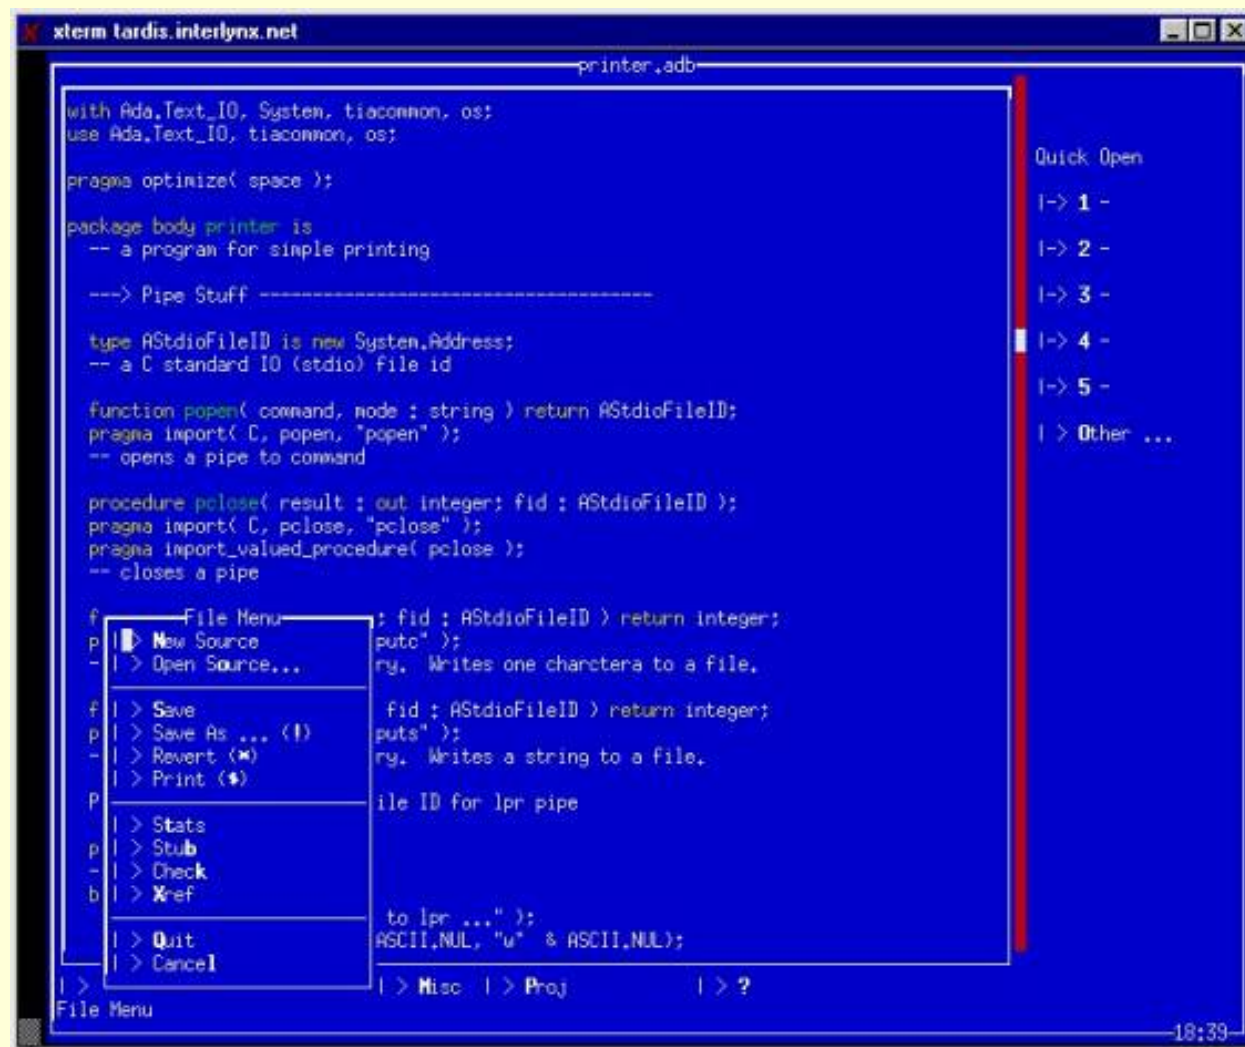 xterm tardis.interlynx.net
printer.adb
with Ada.Text_IO, System, tiacommon, os;
use Ada.Text_IO, tiacommon, os;
pragma optimize( space );
package body printer is
-- a program for simple printing
---> Pipe Stuff -------------------------------------
type AStdioFileID is new System.Address;
-- a C standard IO (stdio) file id
function popen( command, mode : string ) return AStdioFileID;
pragma import( C, popen, "popen" );
-- opens a pipe to command
procedure pclose( result : out integer; fid : AStdioFileID );
pragma import( C, pclose, "pclose" );
pragma import_valued_procedure( pclose );
-- closes a pipe
f ; fid : AStdioFileID ) return integer;
p putc" );
- ry. Writes one charctera to a file.
f fid : AStdioFileID ) return integer;
p puts" );
- ry. Writes a string to a file.
P ile ID for lpr pipe
p
-
b
to lpr ..." );
ASCII.NUL, "w" & ASCII.NUL);
File Menu
| > New Source
| > Open Source...
| > Save
| > Save As ... (!)
| > Revert (*)
| > Print ($)
| > Stats
| > Stub
| > Check
| > Xref
| > Quit
| > Cancel
Quick Open
|-> 1 -
|-> 2 -
|-> 3 -
|-> 4 -
|-> 5 -
| > Other ...
| > | > Misc | > Proj | > ?
File Menu
18:39